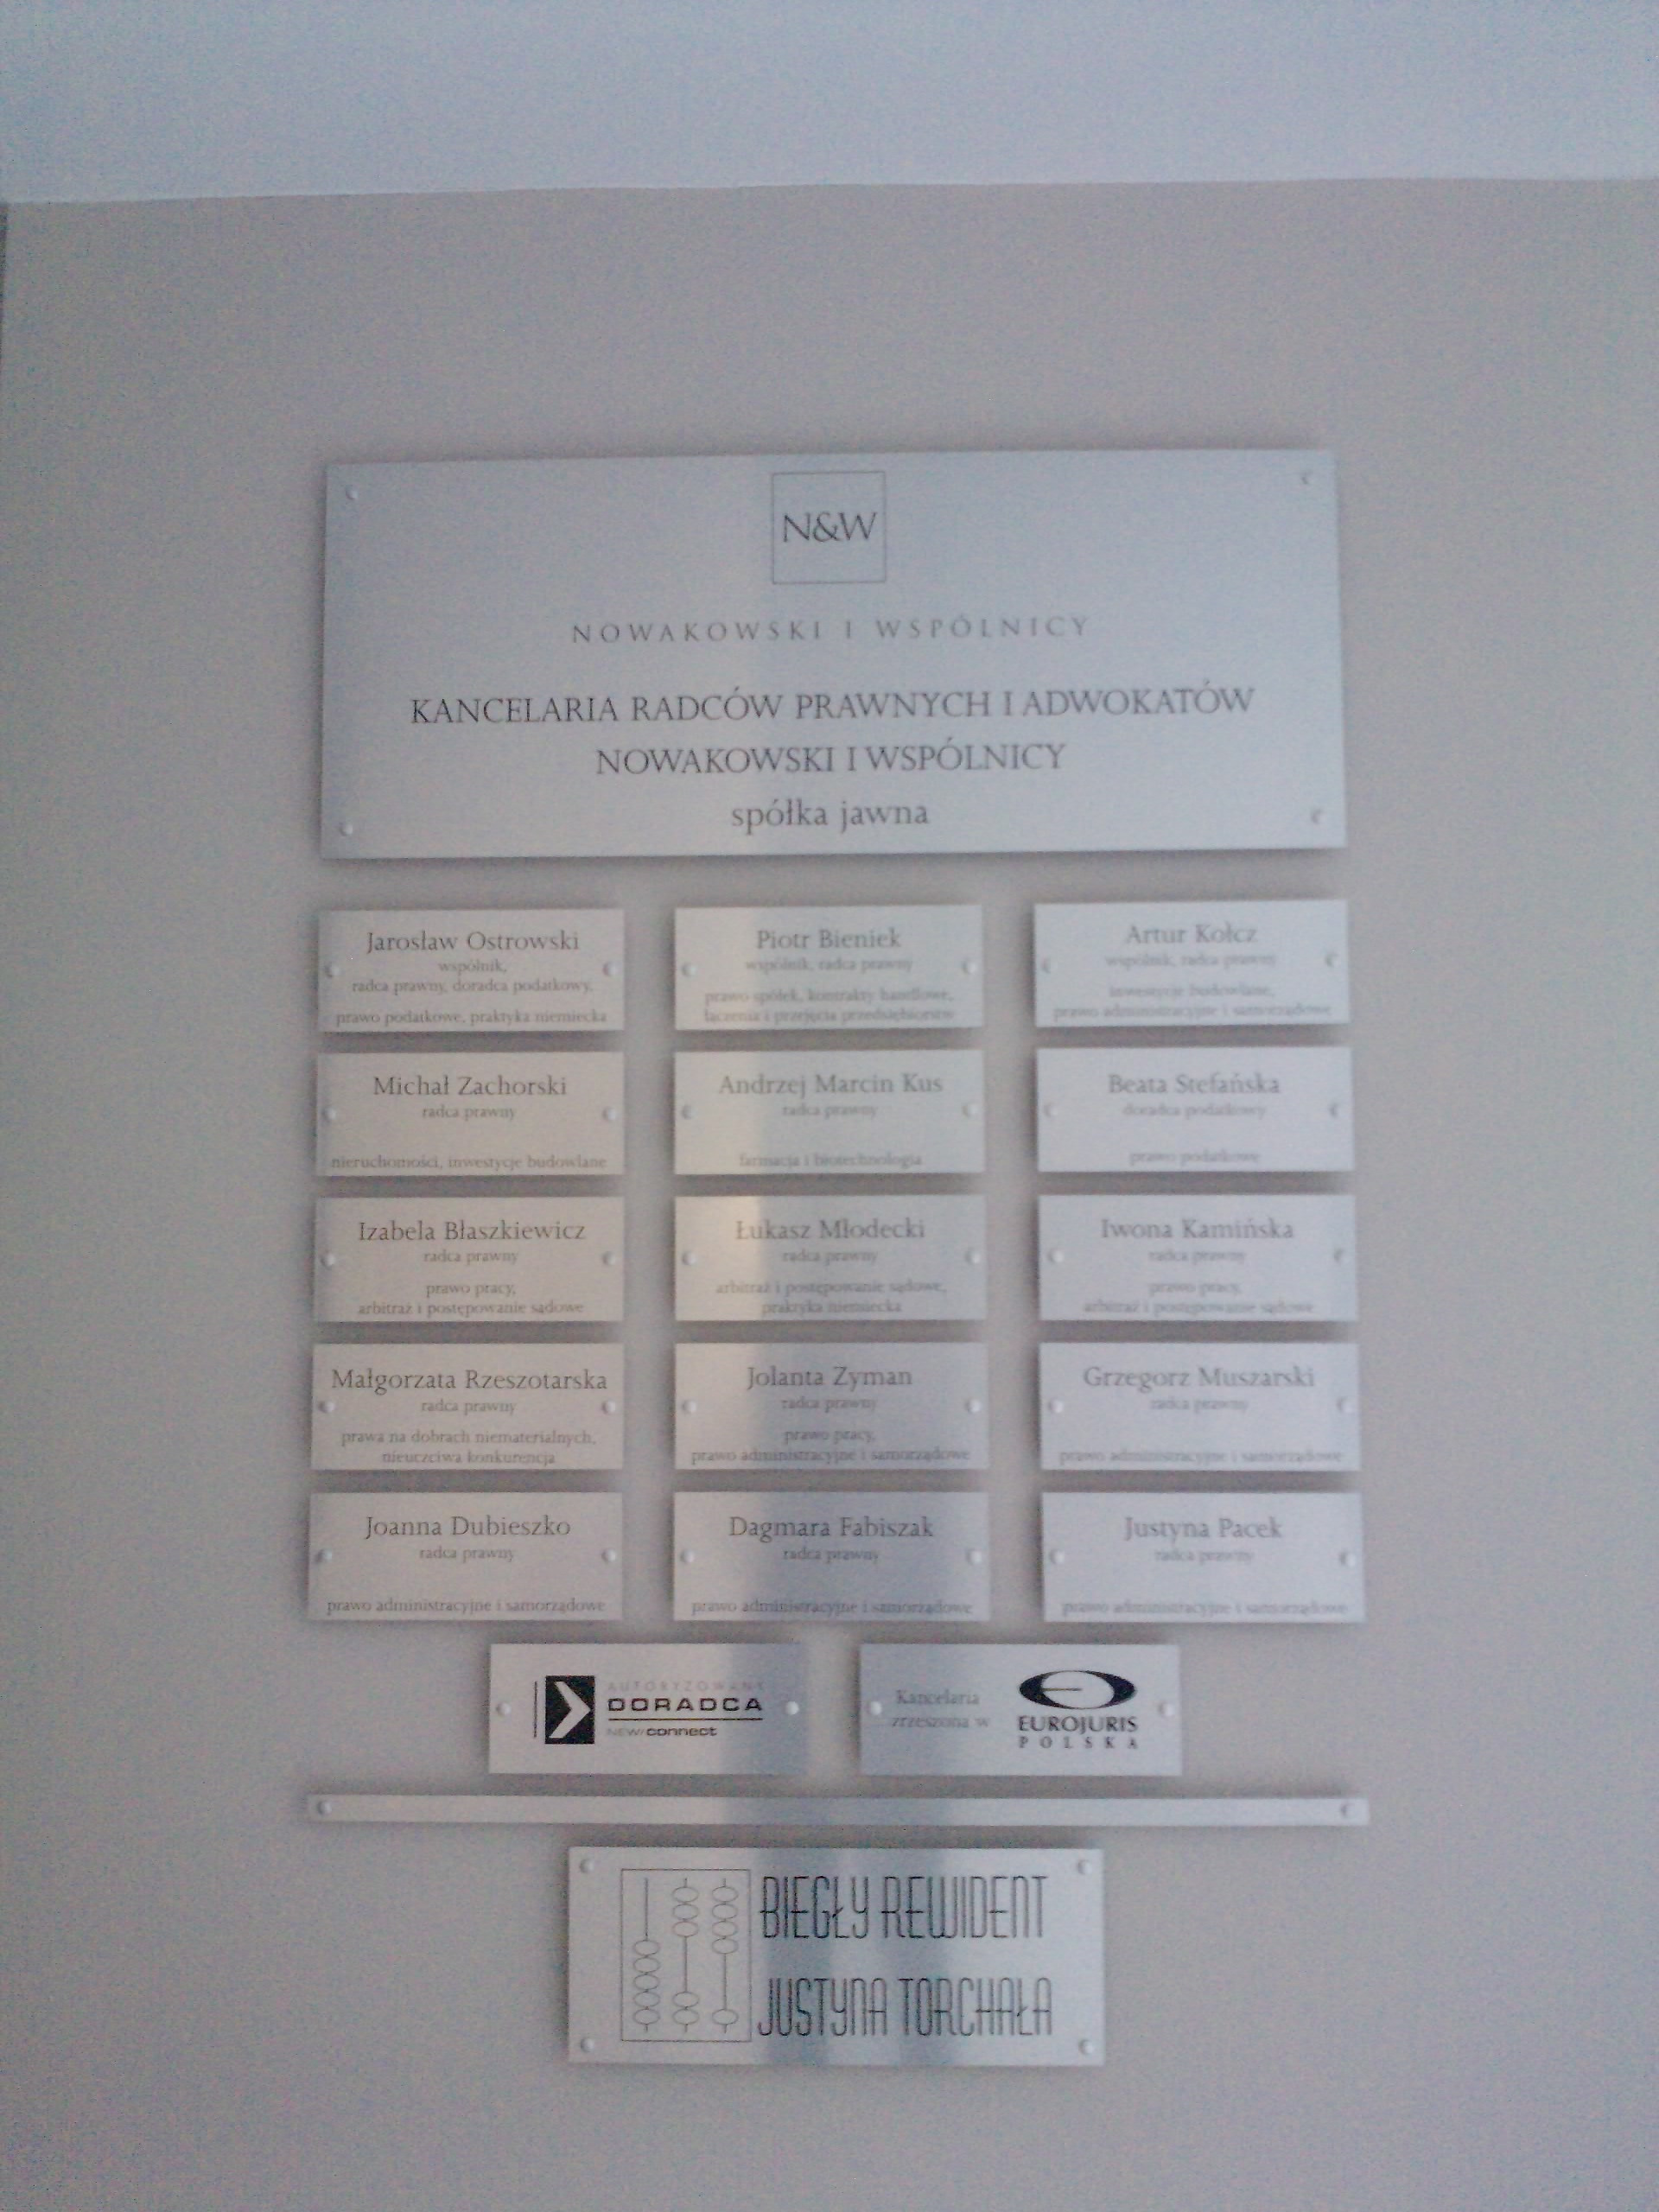 N&W
NOWAKOWSKI I WSPÓLNICY
KANCELARIA RADCÓW PRAWNYCH I ADWOKATÓW
NOWAKOWSKI I WSPÓLNICY
spółka jawna
Jarosław Ostrowski
wspólnik,
radca prawny, doradca podatkowy,
prawo podatkowe, praktyka niemiecka
Piotr Bieniek
wspólnik, radca prawny
prawo spółek, kontrakty handlowe,
łączenia i przejęcia przedsiębiorstw
Artur Kołcz
wspólnik, radca prawny
inwestycje budowlane,
prawo administracyjne i samorządowe
Michał Zachorski
radca prawny
nieruchomości, inwestycje budowlane
Andrzej Marcin Kus
radca prawny
farmacja i biotechnologia
Beata Stefańska
doradca podatkowy
prawo podatkowe
Izabela Błaszkiewicz
radca prawny
prawo pracy,
arbitraż i postępowanie sądowe
Łukasz Młodecki
radca prawny
arbitraż i postępowanie sądowe,
praktyka niemiecka
Iwona Kamińska
radca prawny
prawo pracy,
arbitraż i postępowanie sądowe
Małgorzata Rzeszotarska
radca prawny
prawa na dobrach niematerialnych,
nieuczciwa konkurencja
Jolanta Zyman
radca prawny
prawo pracy,
prawo administracyjne i samorządowe
Grzegorz Muszarski
radca prawny
prawo administracyjne i samorządowe
Joanna Dubieszko
radca prawny
prawo administracyjne i samorządowe
Dagmara Fabiszak
radca prawny
prawo administracyjne i samorządowe
Justyna Pacek
radca prawny
prawo administracyjne i samorządowe
AUTORYZOWANY
DORADCA
NEW connect
Kancelaria
zrzeszona w
EUROJURIS
POLSKA
BIEGŁY REWIDENT
JUSTYNA TORCHAŁA